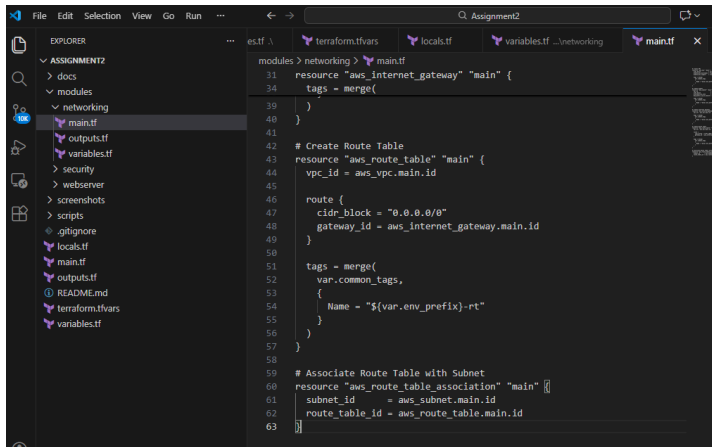 File Edit Selection View Go Run ···
Assignment2
EXPLORER ···
ASSIGNMENT2
docs
modules
networking
main.tf
outputs.tf
variables.tf
security
webserver
screenshots
scripts
.gitignore
locals.tf
main.tf
outputs.tf
README.md
terraform.tfvars
variables.tf
10K
es.tf .\ terraform.tfvars locals.tf variables.tf ...\networking main.tf
modules > networking > main.tf
31 resource "aws_internet_gateway" "main" {
34 tags = merge(
39 )
40 }
41
42 # Create Route Table
43 resource "aws_route_table" "main" {
44 vpc_id = aws_vpc.main.id
45
46 route {
47 cidr_block = "0.0.0.0/0"
48 gateway_id = aws_internet_gateway.main.id
49 }
50
51 tags = merge(
52 var.common_tags,
53 {
54 Name = "${var.env_prefix}-rt"
55 }
56 )
57 }
58
59 # Associate Route Table with Subnet
60 resource "aws_route_table_association" "main" {
61 subnet_id = aws_subnet.main.id
62 route_table_id = aws_route_table.main.id
63 }